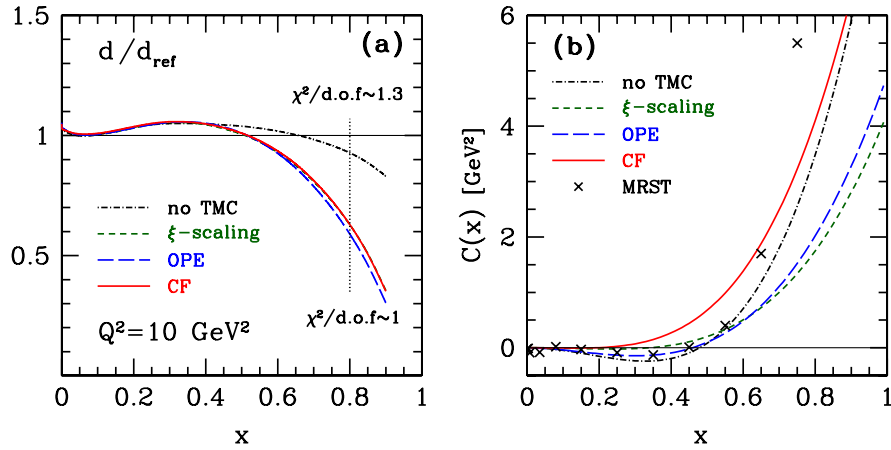 (a)
d/d_ref
χ²/d.o.f~1.3
no TMC
ξ-scaling
OPE
CF
Q²=10 GeV²
χ²/d.o.f~1
1.5
1
0.5
0 0.2 0.4 0.6 0.8 1
x
(b)
no TMC
ξ-scaling
OPE
CF
MRST
C(x) [GeV²]
6
4
2
0
0 0.2 0.4 0.6 0.8 1
x